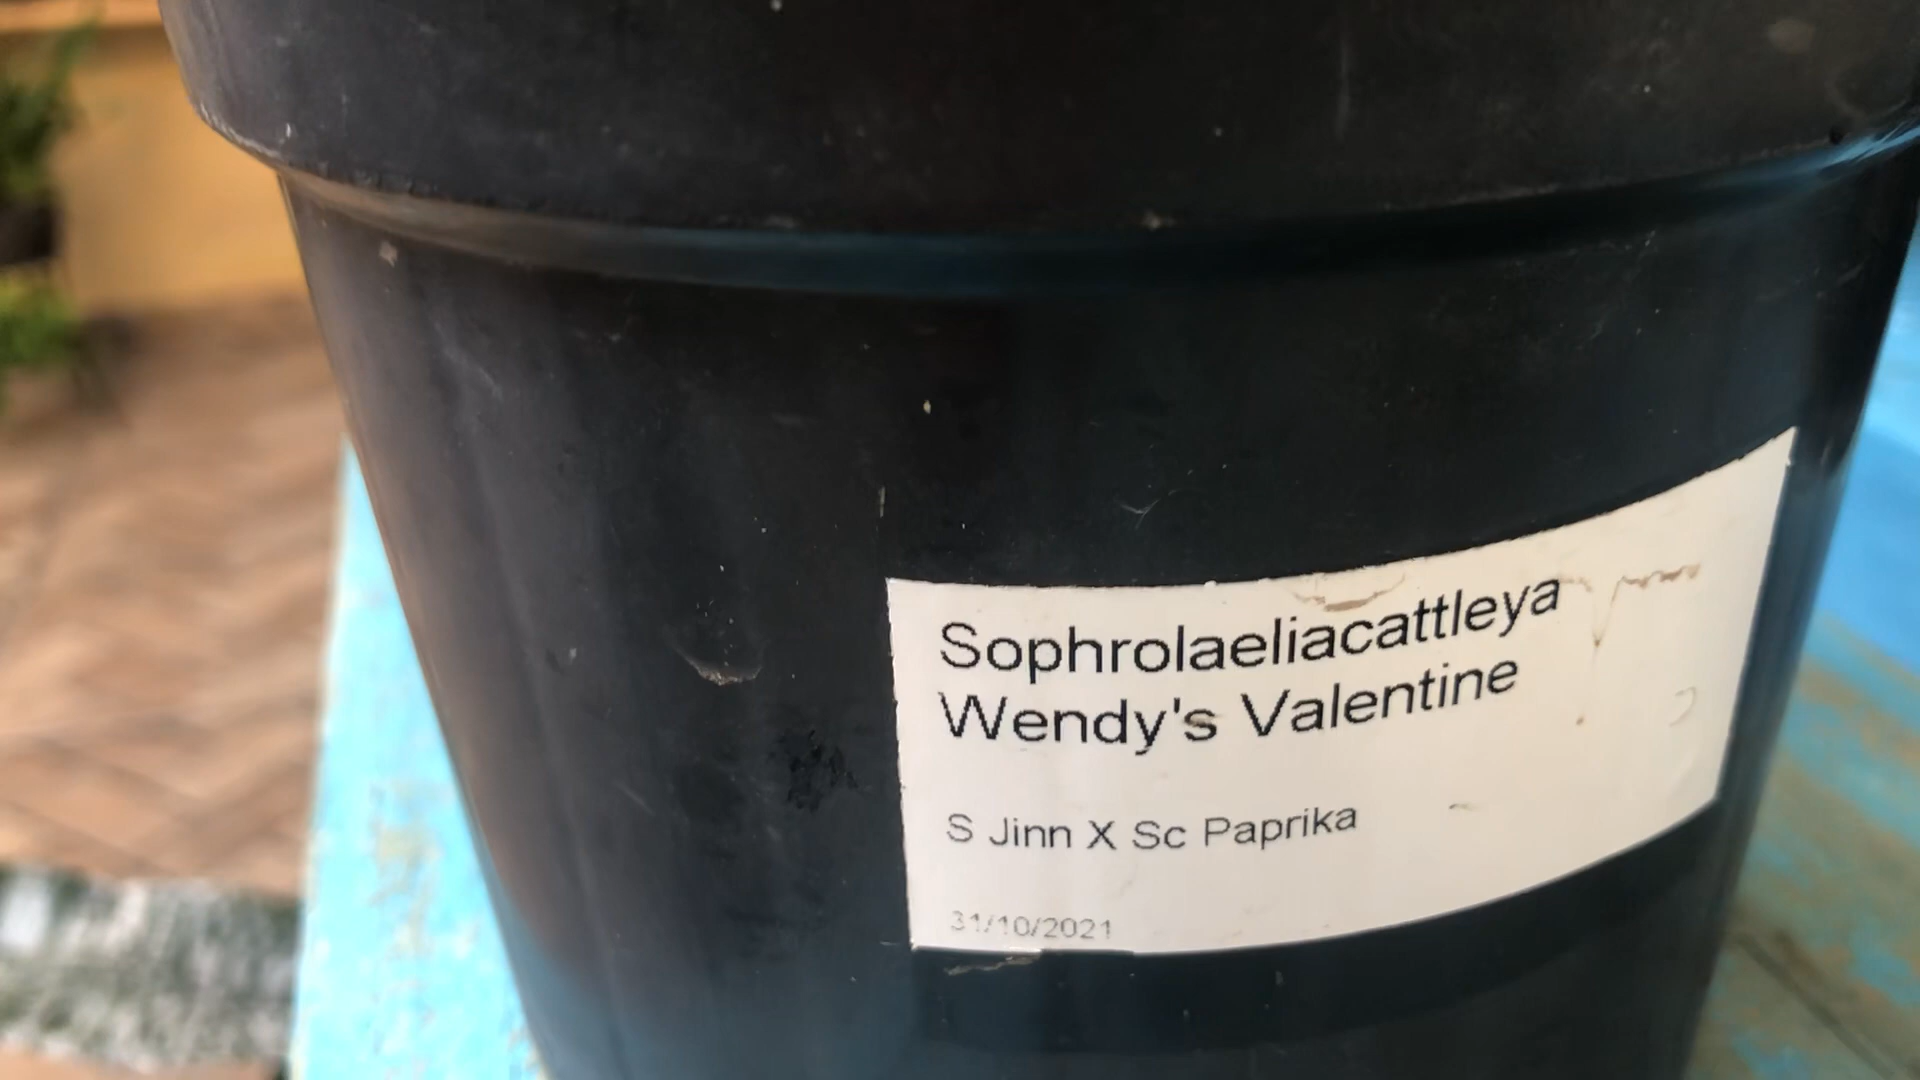 Sophrolaeliacattleya
Wendy's Valentine
S Jinn X Sc Paprika
31/10/2021